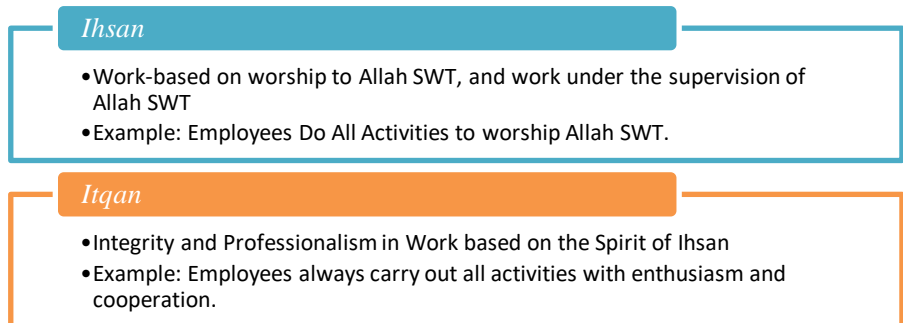 Ihsan
•Work-based on worship to Allah SWT, and work under the supervision of
Allah SWT
•Example: Employees Do All Activities to worship Allah SWT.
Itqan
•Integrity and Professionalism in Work based on the Spirit of Ihsan
•Example: Employees always carry out all activities with enthusiasm and
cooperation.